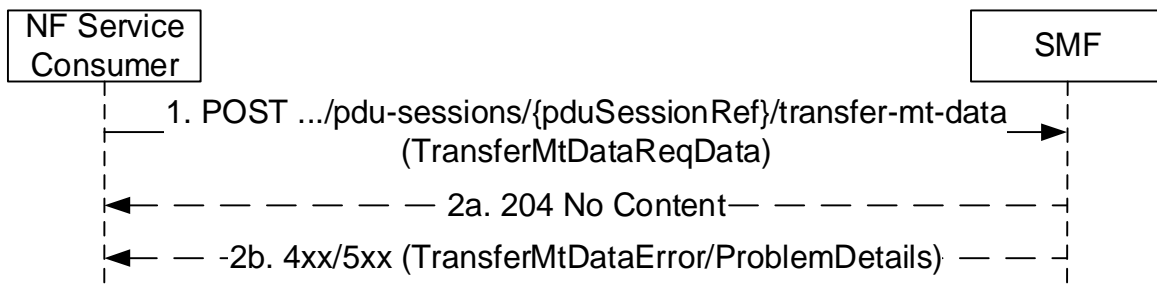 NF Service
Consumer
SMF
1. POST .../pdu-sessions/{pduSessionRef}/transfer-mt-data
(TransferMtDataReqData)
2a. 204 No Content
2b. 4xx/5xx (TransferMtDataError/ProblemDetails)